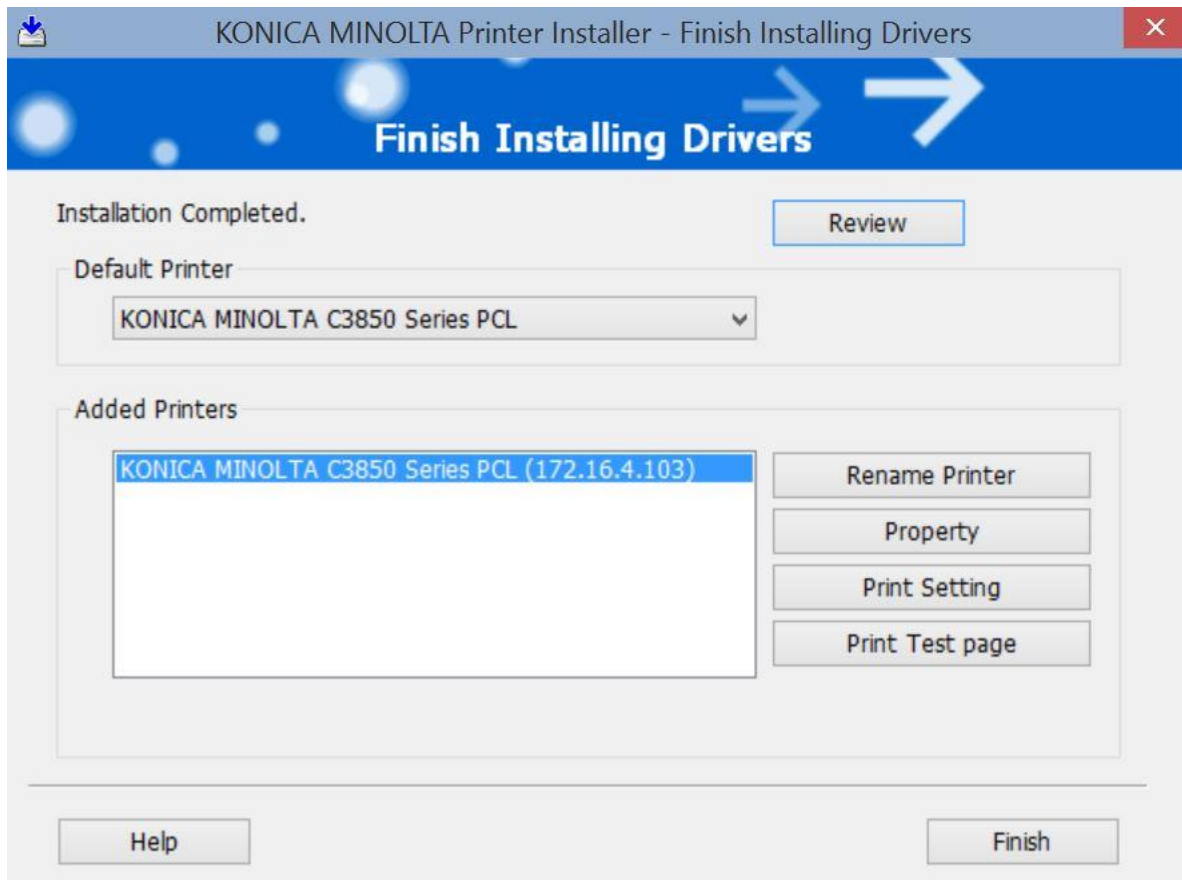 KONICA MINOLTA Printer Installer - Finish Installing Drivers
Finish Installing Drivers
Installation Completed.
Review
Default Printer
KONICA MINOLTA C3850 Series PCL
Added Printers
KONICA MINOLTA C3850 Series PCL (172.16.4.103)
Rename Printer
Property
Print Setting
Print Test page
Help
Finish